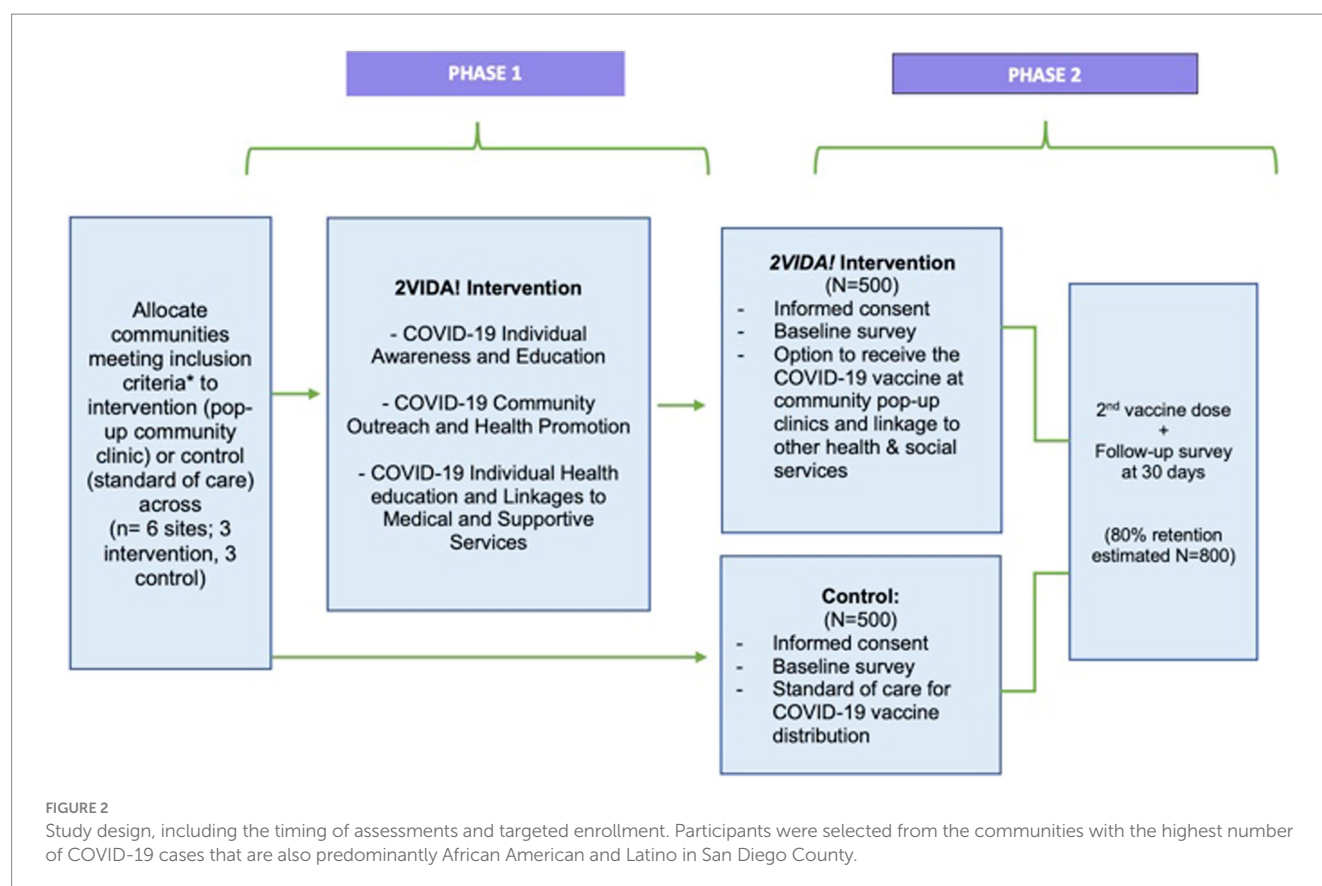 PHASE 1
PHASE 2
Allocate
communities
meeting inclusion
criteria* to
intervention (pop-
up community
clinic) or control
(standard of care)
across
(n= 6 sites; 3
intervention, 3
control)
2VIDA! Intervention
- COVID-19 Individual
Awareness and Education
- COVID-19 Community
Outreach and Health Promotion
- COVID-19 Individual Health
education and Linkages to
Medical and Supportive
Services
2VIDA! Intervention
(N=500)
- Informed consent
- Baseline survey
- Option to receive the
COVID-19 vaccine at
community pop-up
clinics and linkage to
other health & social
services
Control:
(N=500)
- Informed consent
- Baseline survey
- Standard of care for
COVID-19 vaccine
distribution
2nd vaccine dose
+
Follow-up survey
at 30 days
(80% retention
estimated N=800)
FIGURE 2
Study design, including the timing of assessments and targeted enrollment. Participants were selected from the communities with the highest number
of COVID-19 cases that are also predominantly African American and Latino in San Diego County.